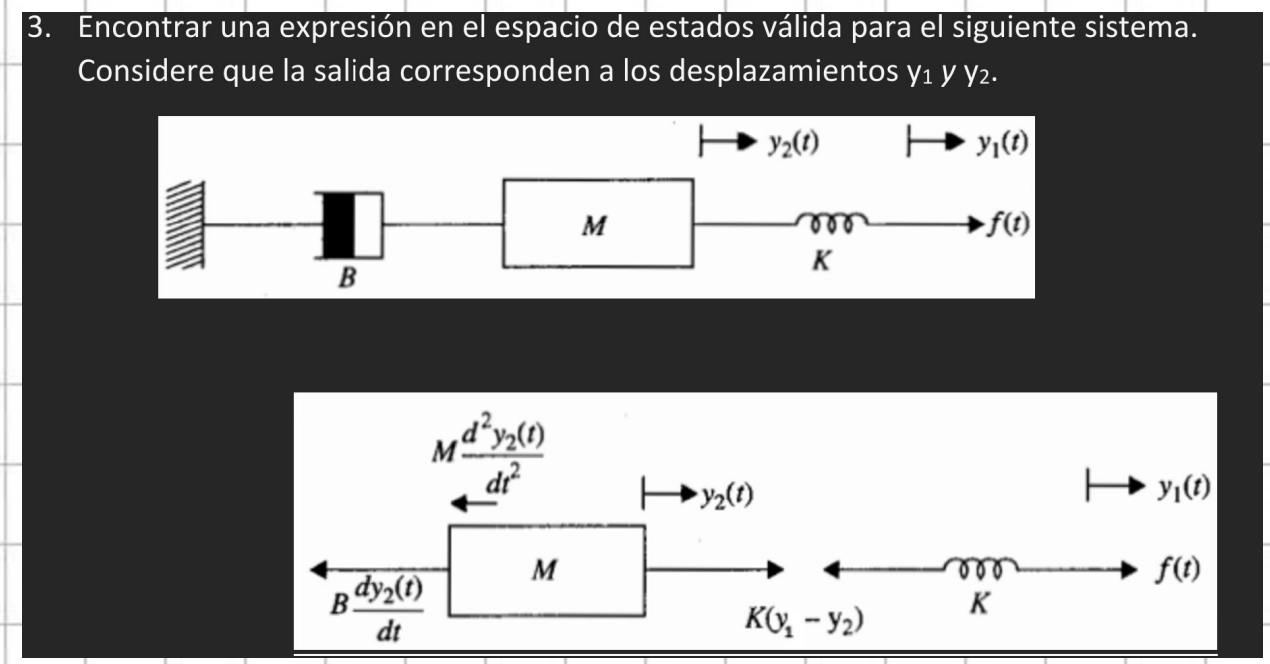 3. Encontrar una expresión en el espacio de estados válida para el siguiente sistema.
Considere que la salida corresponden a los desplazamientos y₁ y y₂.
y₂(t) y₁(t)
M f(t)
K
B
M d²y₂(t)
dt²
y₂(t) y₁(t)
M f(t)
B dy₂(t) K
dt K(y₁ − y₂)